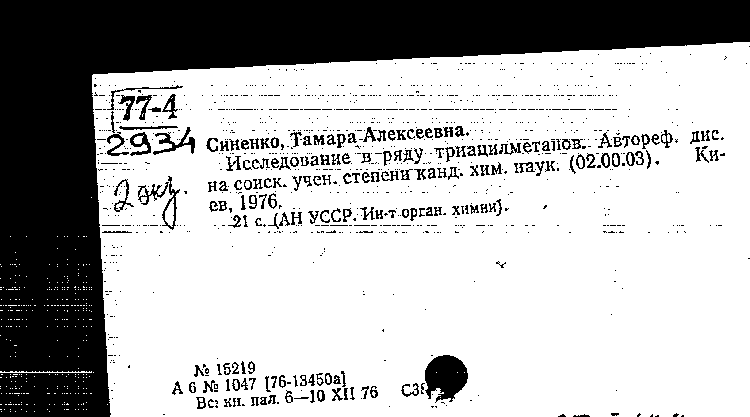 77-4
2934
Синенко, Тамара Алексеевна.
Исследование в ряду триацилметанов. Автореф. дис.
на соиск. учен. степени канд. хим. наук. (02.00.03). Ки-
ев, 1976.
2 экз.
21 с. (АН УССР. Ин-т орган. химии).
№ 15219
А 6 № 1047 [76-13450а]
Вс: кн. пал. 6—10 XII 76